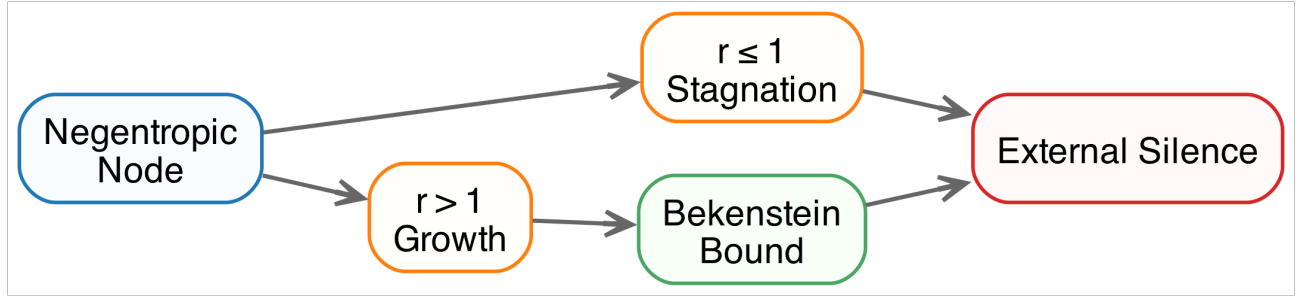 Negentropic
Node
r ≤ 1
Stagnation
r > 1
Growth
Bekenstein
Bound
External Silence